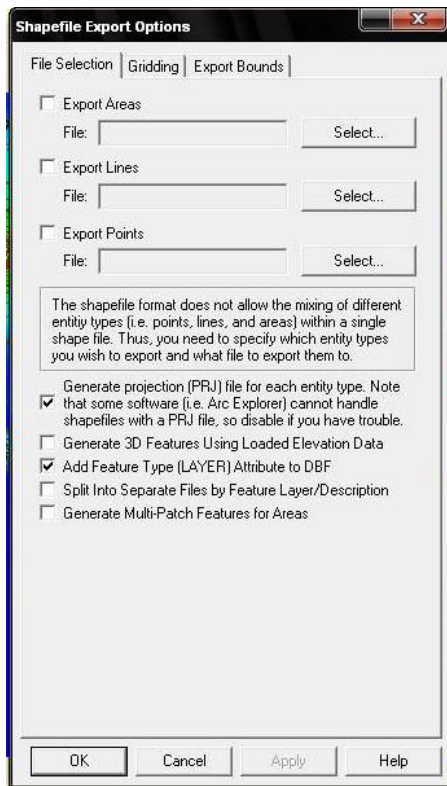 Shapefile Export Options
File Selection Gridding Export Bounds
Export Areas
File: Select...
Export Lines
File: Select...
Export Points
File: Select...
The shapefile format does not allow the mixing of different
entitiy types (i.e. points, lines, and areas) within a single
shape file. Thus, you need to specify which entity types
you wish to export and what file to export them to.
Generate projection (PRJ) file for each entity type. Note
that some software (i.e. Arc Explorer) cannot handle
shapefiles with a PRJ file, so disable if you have trouble.
Generate 3D Features Using Loaded Elevation Data
Add Feature Type (LAYER) Attribute to DBF
Split Into Separate Files by Feature Layer/Description
Generate Multi-Patch Features for Areas
OK Cancel Apply Help